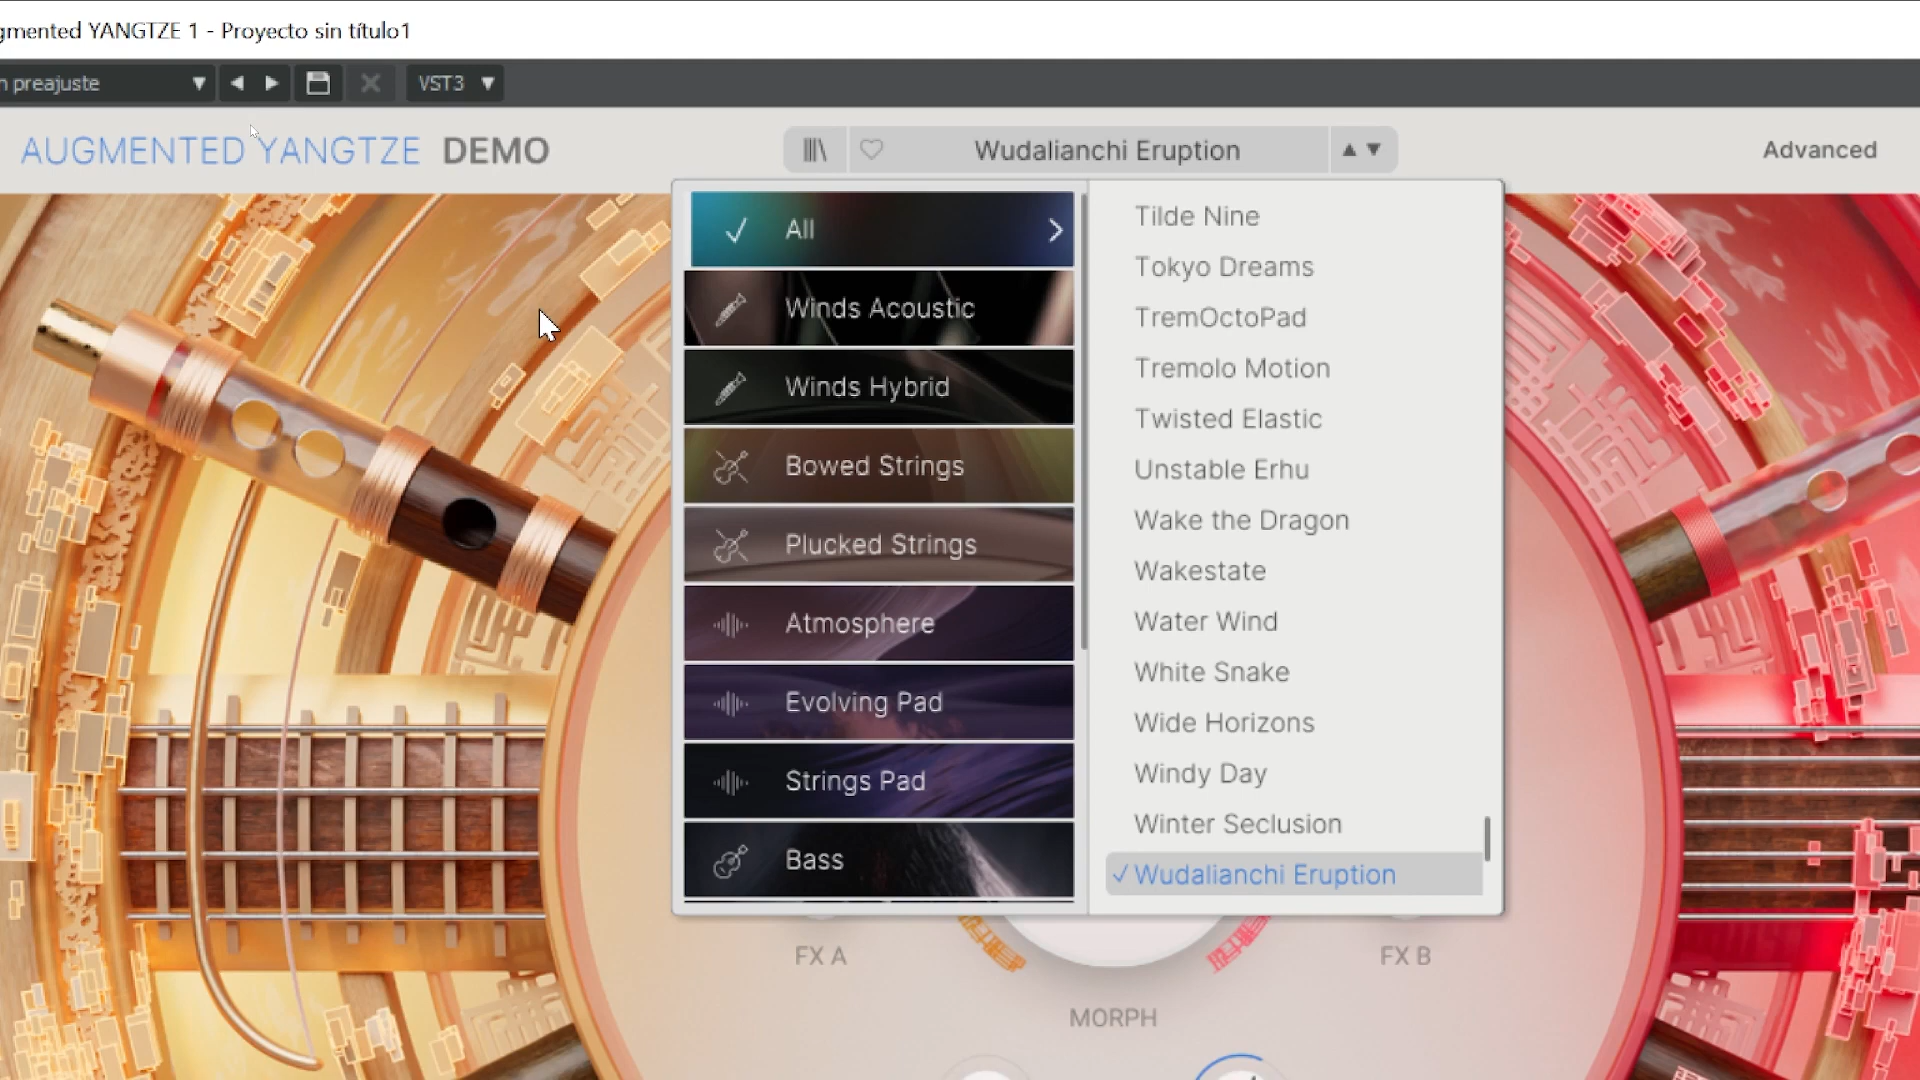 gmented YANGTZE 1 - Proyecto sin título1
n preajuste
VST3
AUGMENTED YANGTZE DEMO
Wudalianchi Eruption
Advanced
All
Winds Acoustic
Winds Hybrid
Bowed Strings
Plucked Strings
Atmosphere
Evolving Pad
Strings Pad
Bass
Tilde Nine
Tokyo Dreams
TremOctoPad
Tremolo Motion
Twisted Elastic
Unstable Erhu
Wake the Dragon
Wakestate
Water Wind
White Snake
Wide Horizons
Windy Day
Winter Seclusion
Wudalianchi Eruption
FX A
FX B
MORPH